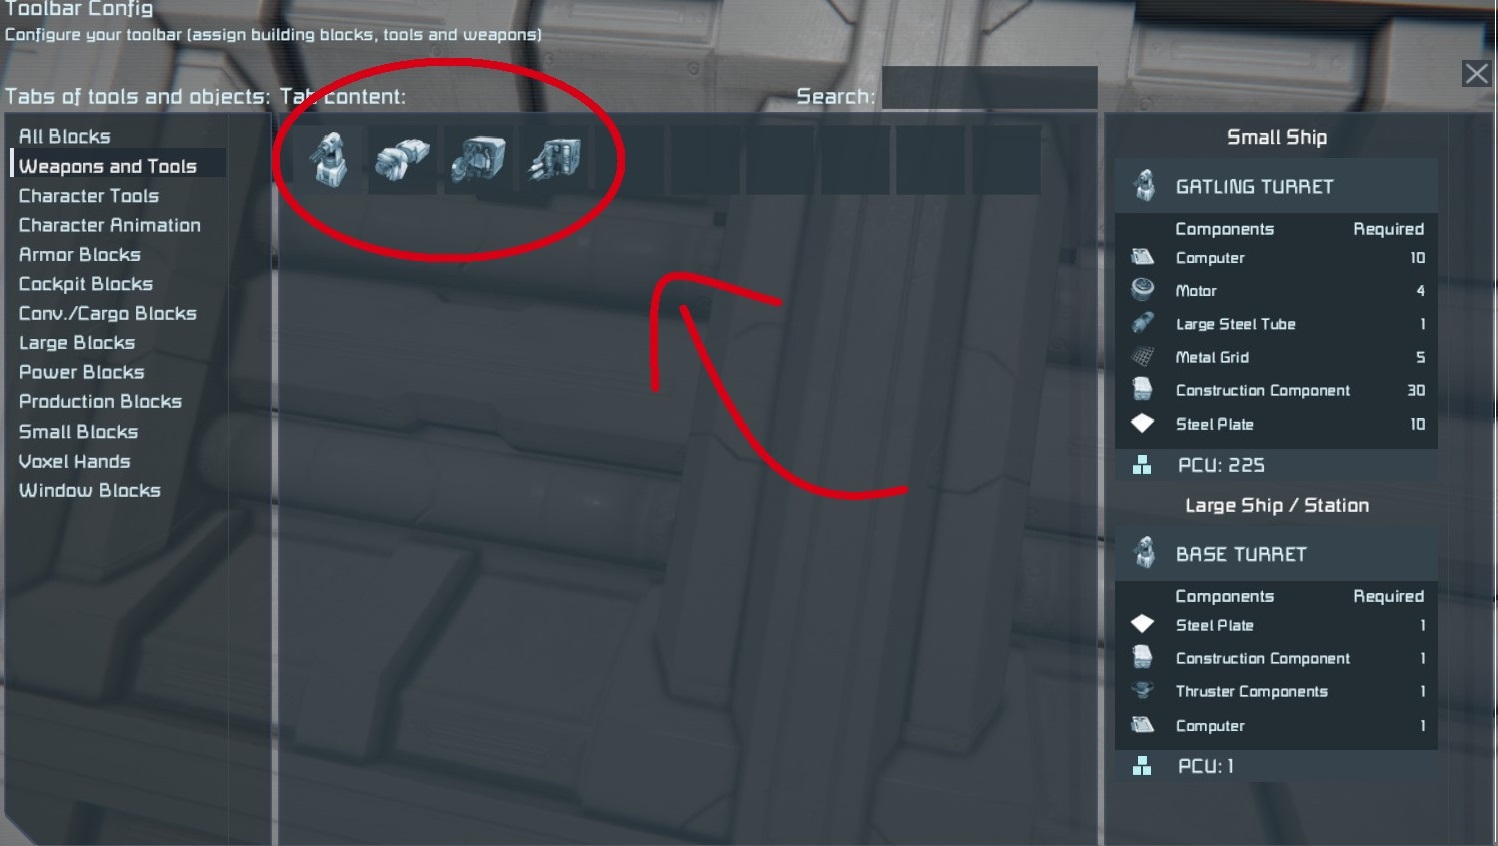 Toolbar Config
Configure your toolbar (assign building blocks, tools and weapons)
Tabs of tools and objects: Tab content: Search:
All Blocks
Weapons and Tools
Character Tools
Character Animation
Armor Blocks
Cockpit Blocks
Conv./Cargo Blocks
Large Blocks
Power Blocks
Production Blocks
Small Blocks
Voxel Hands
Window Blocks
Small Ship
GATLING TURRET
Components Required
Computer 10
Motor 4
Large Steel Tube 1
Metal Grid 5
Construction Component 30
Steel Plate 10
PCU: 225
Large Ship / Station
BASE TURRET
Components Required
Steel Plate 1
Construction Component 1
Thruster Components 1
Computer 1
PCU: 1